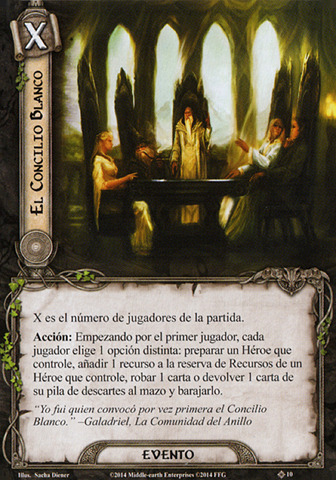 X
El Concilio Blanco
X es el número de jugadores de la partida.
Acción: Empezando por el primer jugador, cada
jugador elige 1 opción distinta: preparar un Héroe que
controle, añadir 1 recurso a la reserva de Recursos de un
Héroe que controle, robar 1 carta o devolver 1 carta de
su pila de descartes al mazo y barajarlo.
“Yo fui quien convocó por vez primera el Concilio
Blanco.” –Galadriel, La Comunidad del Anillo
EVENTO
Illus. Sacha Diener
©2014 Middle-earth Enterprises ©2014 FFG
10